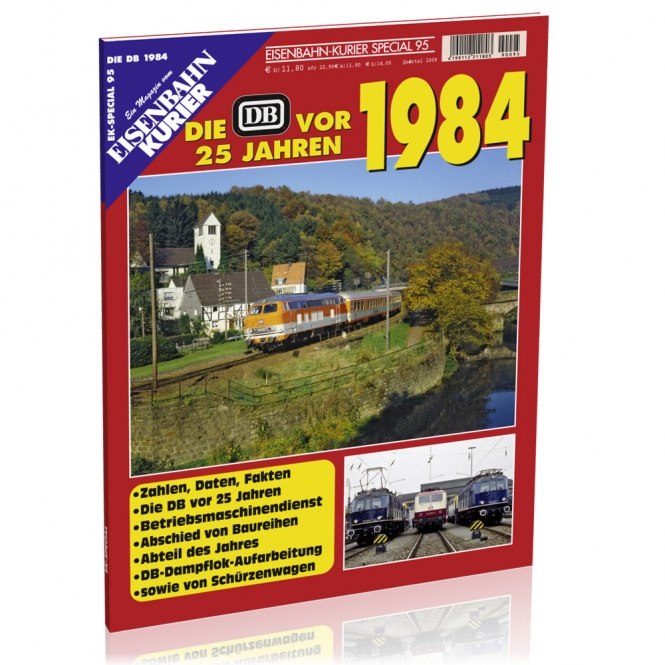 DIE DB 1984
EK-SPECIAL 95
Ein Magazin vom
EISENBAHN
KURIER
EISENBAHN-KURIER SPECIAL 95
DIE DB VOR
25 JAHREN
1984
•Zahlen, Daten, Fakten
•Die DB vor 25 Jahren
•Betriebsmaschinendienst
•Abschied von Baureihen
•Abteil des Jahres
•DB-Dampflok-Aufarbeitung
•sowie von Schürzenwagen